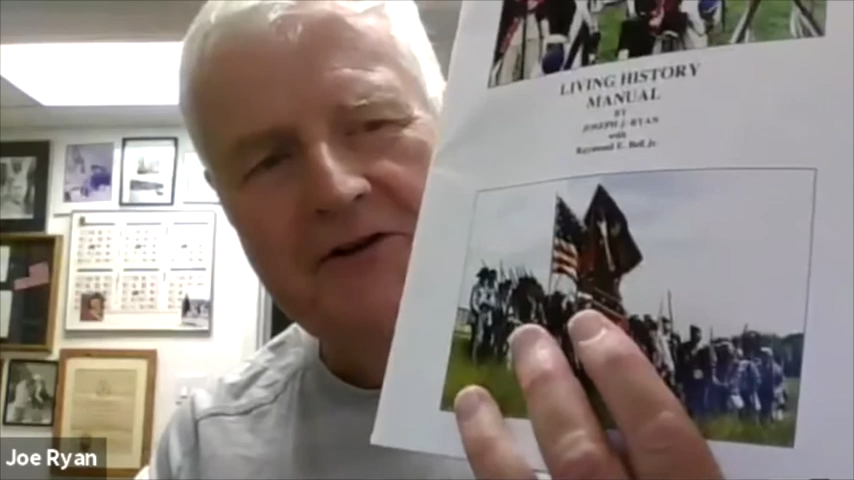 LIVING HISTORY
MANUAL
BY
JOSEPH J. RYAN
with
Raymond E. Bell, Jr.
Joe Ryan